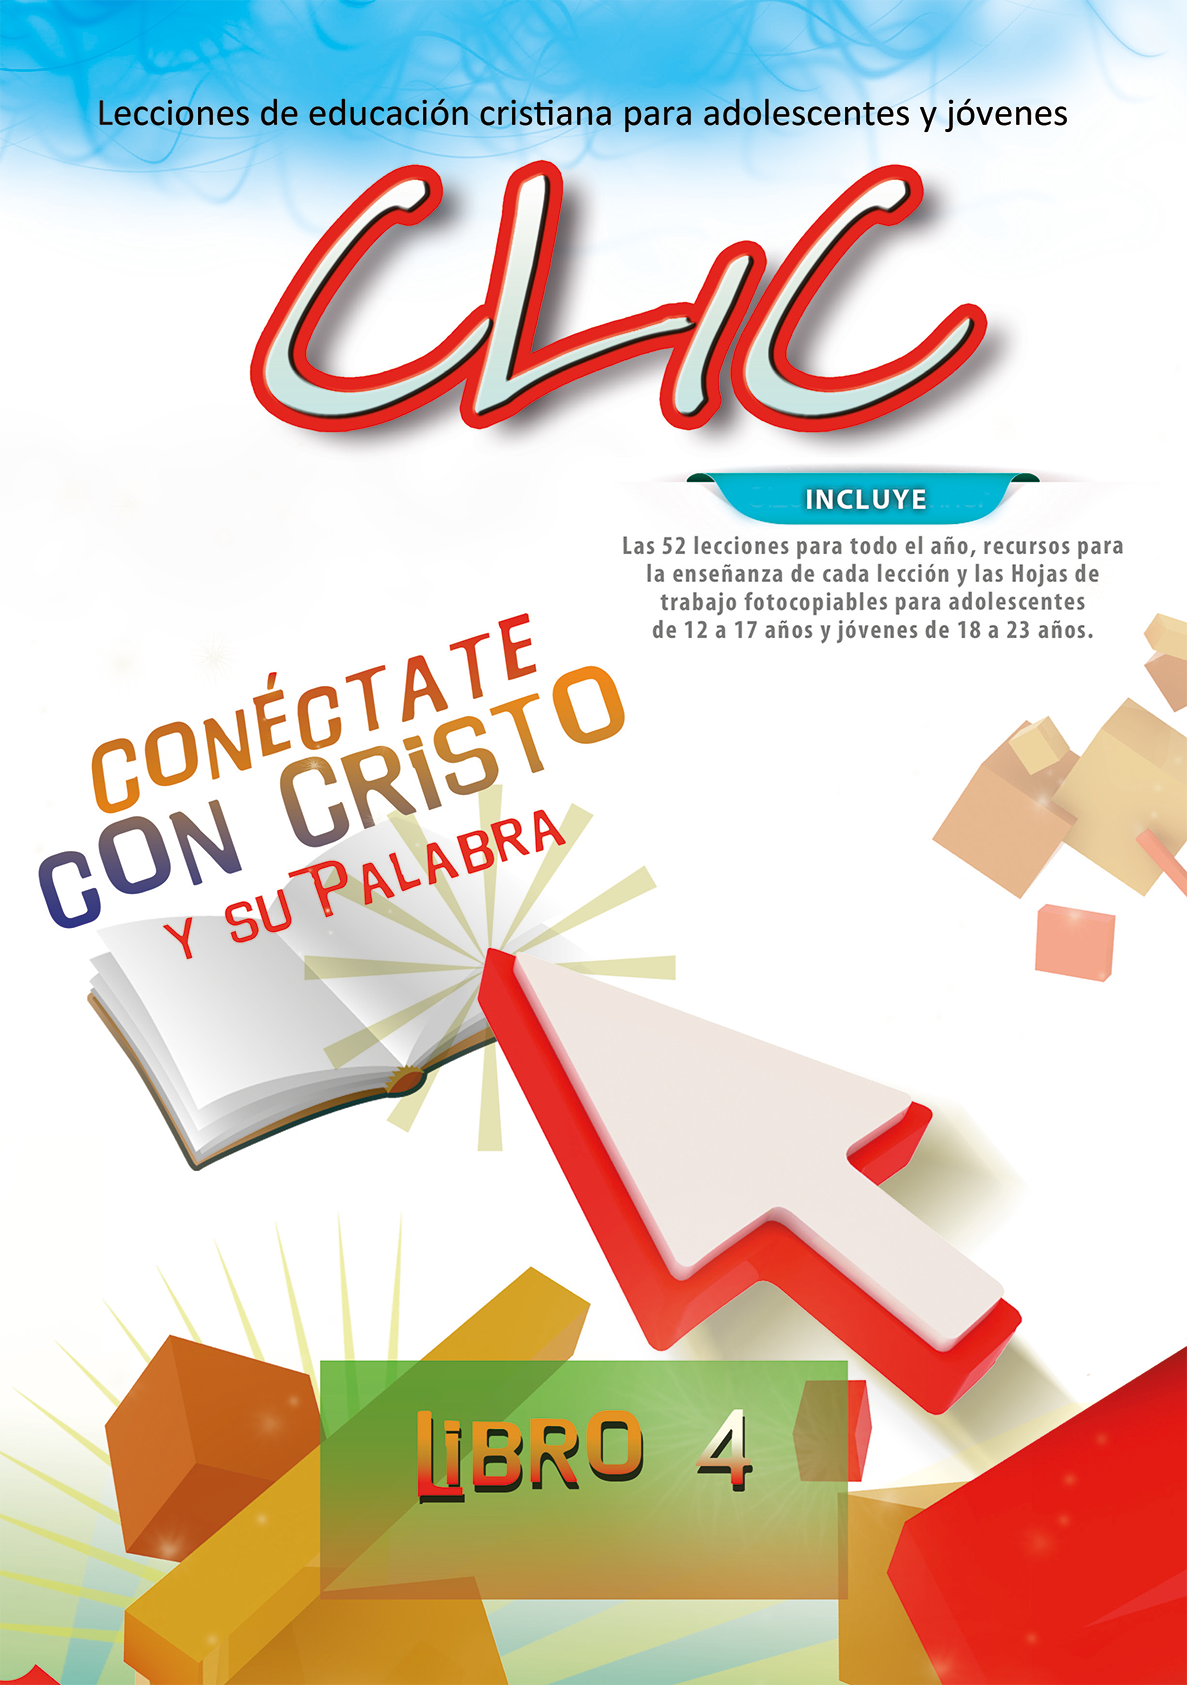 Lecciones de educación cristiana para adolescentes y jóvenes
CLiC
INCLUYE
Las 52 lecciones para todo el año, recursos para
la enseñanza de cada lección y las Hojas de
trabajo fotocopiables para adolescentes
de 12 a 17 años y jóvenes de 18 a 23 años.
CONÉCTATE
CON CRiSTO
Y SU PALABRA
LiBRO 4